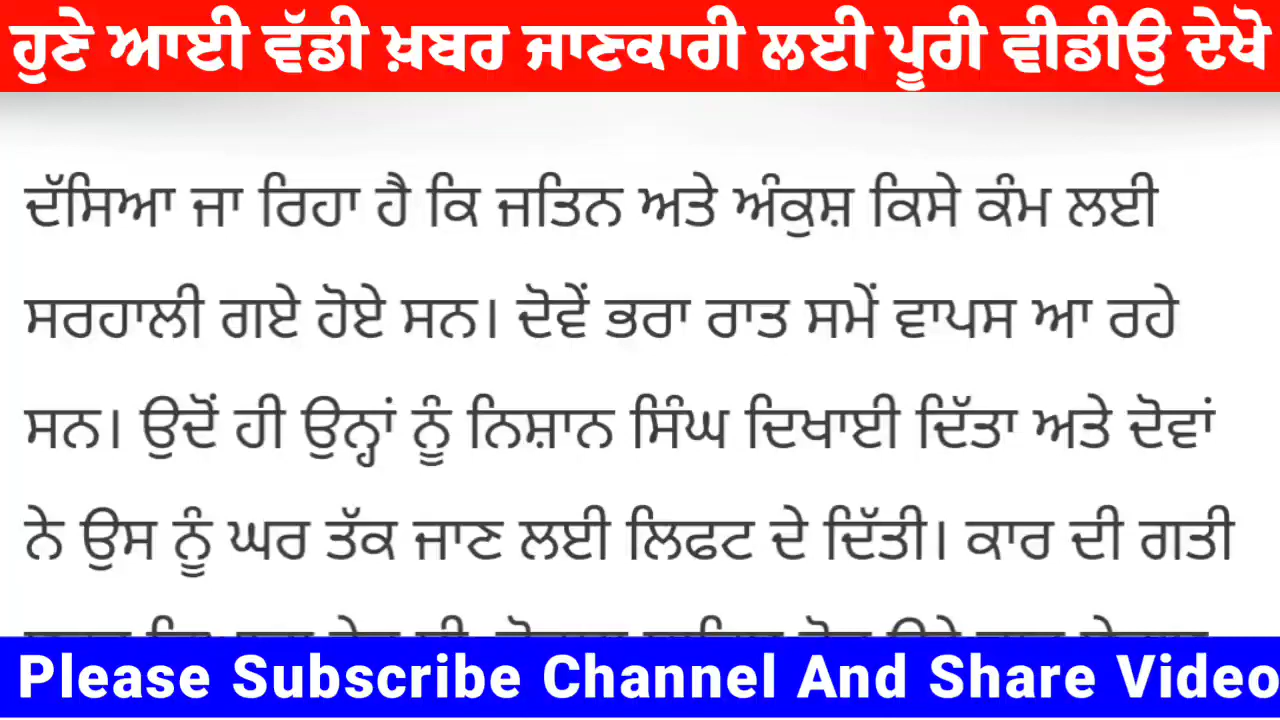 ਹੁਣੇ ਆਈ ਵੱਡੀ ਖ਼ਬਰ ਜਾਣਕਾਰੀ ਲਈ ਪੂਰੀ ਵੀਡੀਉ ਦੇਖੋ
ਦੱਸਿਆ ਜਾ ਰਿਹਾ ਹੈ ਕਿ ਜਤਿਨ ਅਤੇ ਅੰਕੁਸ਼ ਕਿਸੇ ਕੰਮ ਲਈ
ਸਰਹਾਲੀ ਗਏ ਹੋਏ ਸਨ। ਦੋਵੇਂ ਭਰਾ ਰਾਤ ਸਮੇਂ ਵਾਪਸ ਆ ਰਹੇ
ਸਨ। ਉਦੋਂ ਹੀ ਉਨ੍ਹਾਂ ਨੂੰ ਨਿਸ਼ਾਨ ਸਿੰਘ ਦਿਖਾਈ ਦਿੱਤਾ ਅਤੇ ਦੋਵਾਂ
ਨੇ ਉਸ ਨੂੰ ਘਰ ਤੱਕ ਜਾਣ ਲਈ ਲਿਫਟ ਦੇ ਦਿੱਤੀ। ਕਾਰ ਦੀ ਗਤੀ
Please Subscribe Channel And Share Video